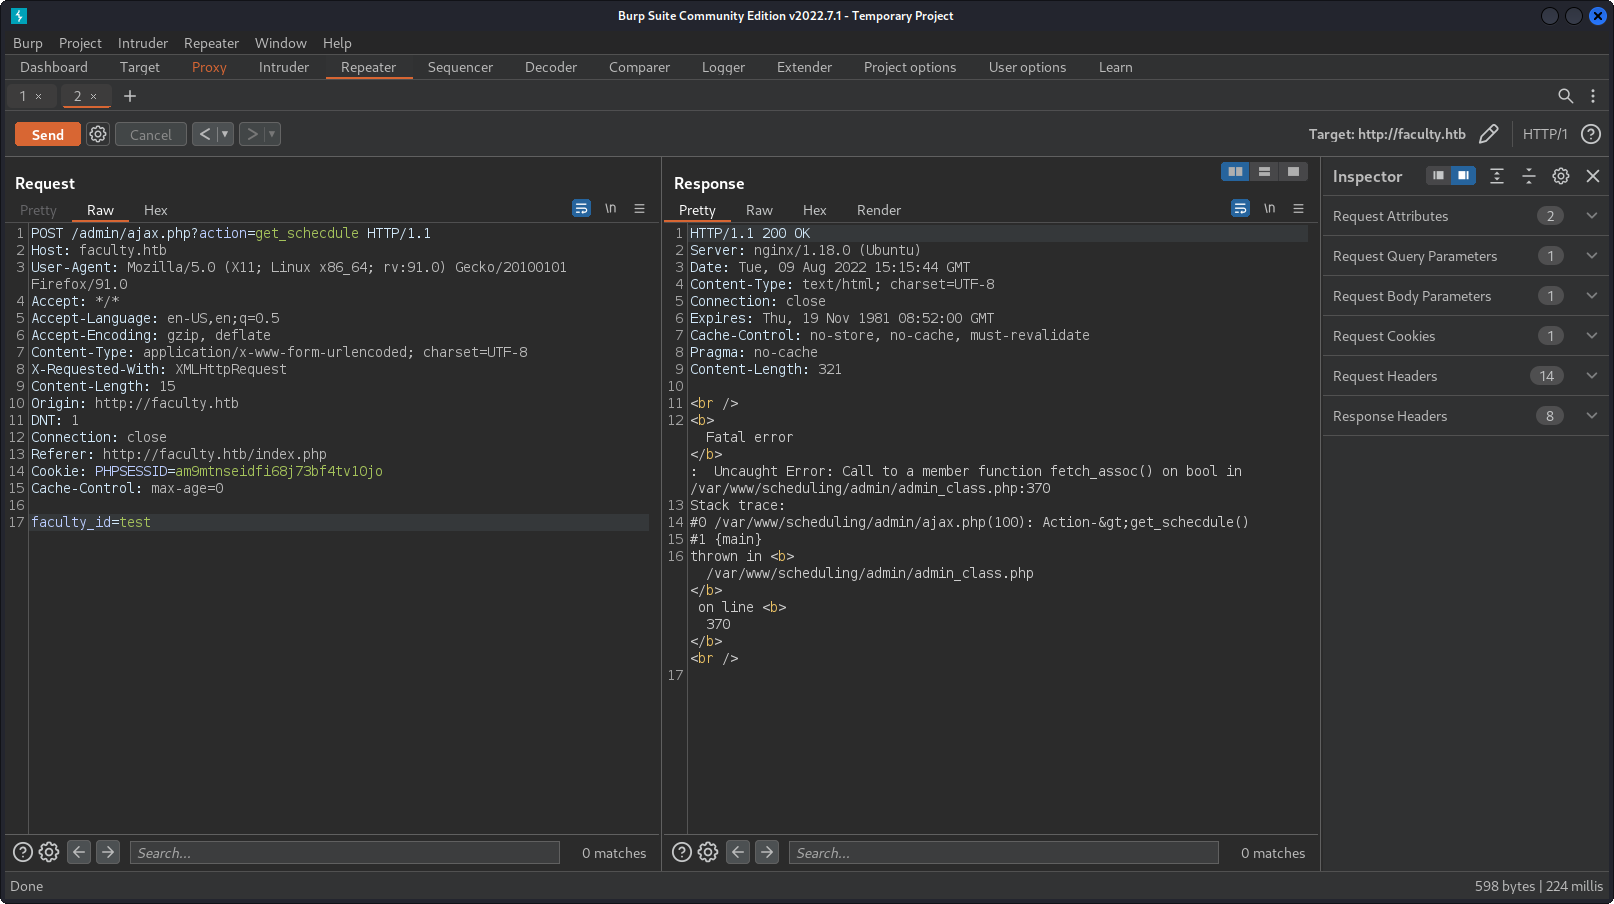 Burp Suite Community Edition v2022.7.1 - Temporary Project
Burp Project Intruder Repeater Window Help
Dashboard Target Proxy Intruder Repeater Sequencer Decoder Comparer Logger Extender Project options User options Learn
1 × 2 × +
Send Cancel < > Target: http://faculty.htb HTTP/1 ?
Request
Pretty Raw Hex \n
1 POST /admin/ajax.php?action=get_schecdule HTTP/1.1
2 Host: faculty.htb
3 User-Agent: Mozilla/5.0 (X11; Linux x86_64; rv:91.0) Gecko/20100101
Firefox/91.0
4 Accept: */*
5 Accept-Language: en-US,en;q=0.5
6 Accept-Encoding: gzip, deflate
7 Content-Type: application/x-www-form-urlencoded; charset=UTF-8
8 X-Requested-With: XMLHttpRequest
9 Content-Length: 15
10 Origin: http://faculty.htb
11 DNT: 1
12 Connection: close
13 Referer: http://faculty.htb/index.php
14 Cookie: PHPSESSID=am9mtnseidfi68j73bf4tv10jo
15 Cache-Control: max-age=0
16
17 faculty_id=test
? Search... 0 matches
Response
Pretty Raw Hex Render \n
1 HTTP/1.1 200 OK
2 Server: nginx/1.18.0 (Ubuntu)
3 Date: Tue, 09 Aug 2022 15:15:44 GMT
4 Content-Type: text/html; charset=UTF-8
5 Connection: close
6 Expires: Thu, 19 Nov 1981 08:52:00 GMT
7 Cache-Control: no-store, no-cache, must-revalidate
8 Pragma: no-cache
9 Content-Length: 321
10
11 <br />
12 <b>
Fatal error
</b>
:  Uncaught Error: Call to a member function fetch_assoc() on bool in
/var/www/scheduling/admin/admin_class.php:370
13 Stack trace:
14 #0 /var/www/scheduling/admin/ajax.php(100): Action-&gt;get_schecdule()
15 #1 {main}
16 thrown in <b>
/var/www/scheduling/admin/admin_class.php
</b>
on line <b>
370
</b>
<br />
17
? Search... 0 matches
Inspector
Request Attributes 2
Request Query Parameters 1
Request Body Parameters 1
Request Cookies 1
Request Headers 14
Response Headers 8
Done 598 bytes | 224 millis